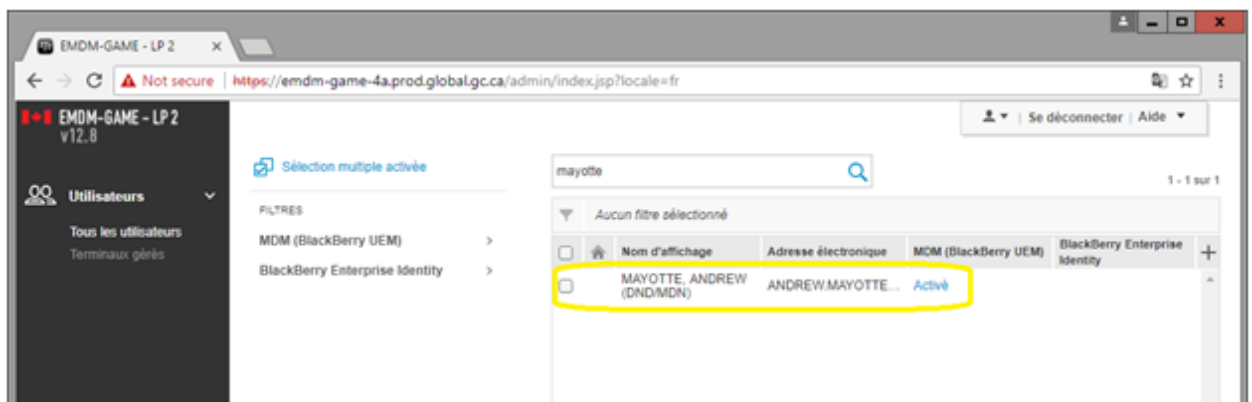 EMDM-GAME - LP 2
Not secure | https://emdm-game-4a.prod.global.gc.ca/admin/index.jsp?locale=fr
EMDM-GAME - LP 2
v12.8
Se déconnecter | Aide
Sélection multiple activée
mayotte
1 - 1 sur 1
Utilisateurs
Tous les utilisateurs
Terminaux gérés
FILTRES
MDM (BlackBerry UEM)
BlackBerry Enterprise Identity
Aucun filtre sélectionné
Nom d'affichage
Adresse électronique
MDM (BlackBerry UEM)
BlackBerry Enterprise
Identity
MAYOTTE, ANDREW
(DND/MDN)
ANDREW.MAYOTTE...
Activé